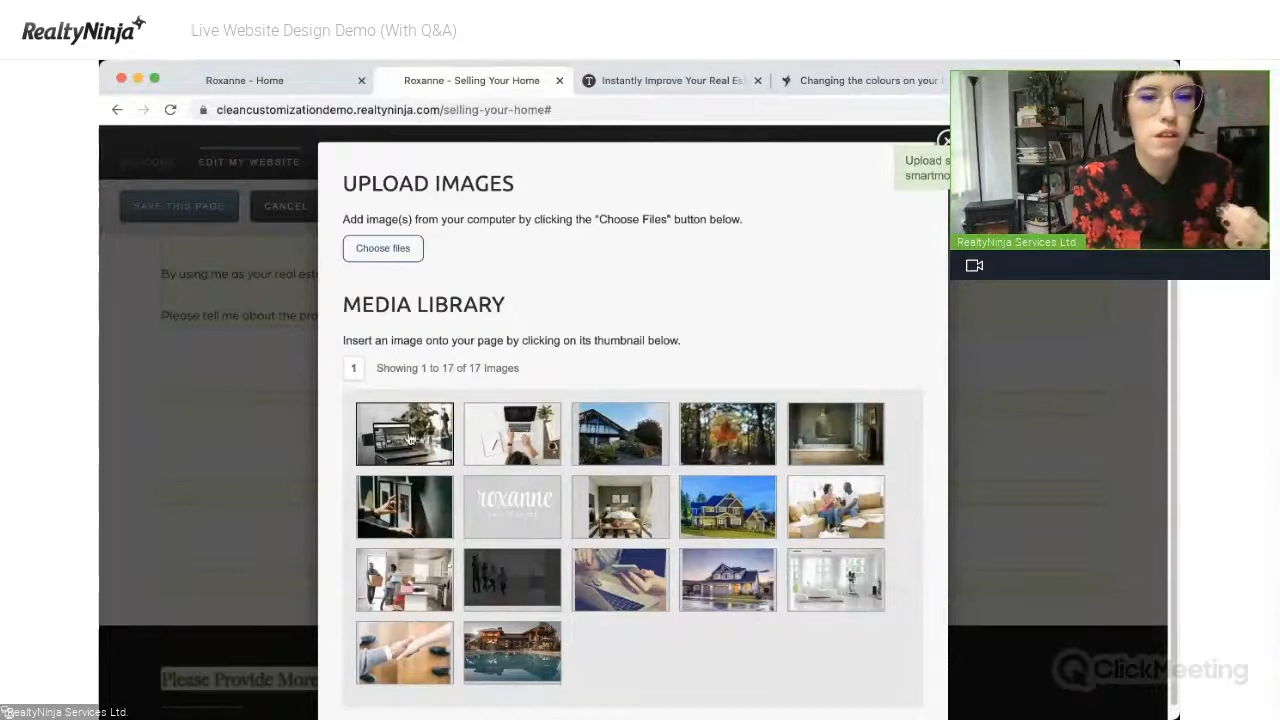 RealtyNinja
Live Website Design Demo (With Q&A)
Roxanne - Home
Roxanne - Selling Your Home
Instantly Improve Your Real Es
Changing the colours on your
cleancustomizationdemo.realtyninja.com/selling-your-home#
EDIT MY WEBSITE
SAVE THIS PAGE
CANCEL
UPLOAD IMAGES
Upload s
smartmo
Add image(s) from your computer by clicking the "Choose Files" button below.
Choose files
RealtyNinja Services Ltd.
By using me as your real est
Please tell me about the pro
MEDIA LIBRARY
Insert an image onto your page by clicking on its thumbnail below.
1 Showing 1 to 17 of 17 Images
roxanne
Please Provide More
ClickMeeting
RealtyNinja Services Ltd.